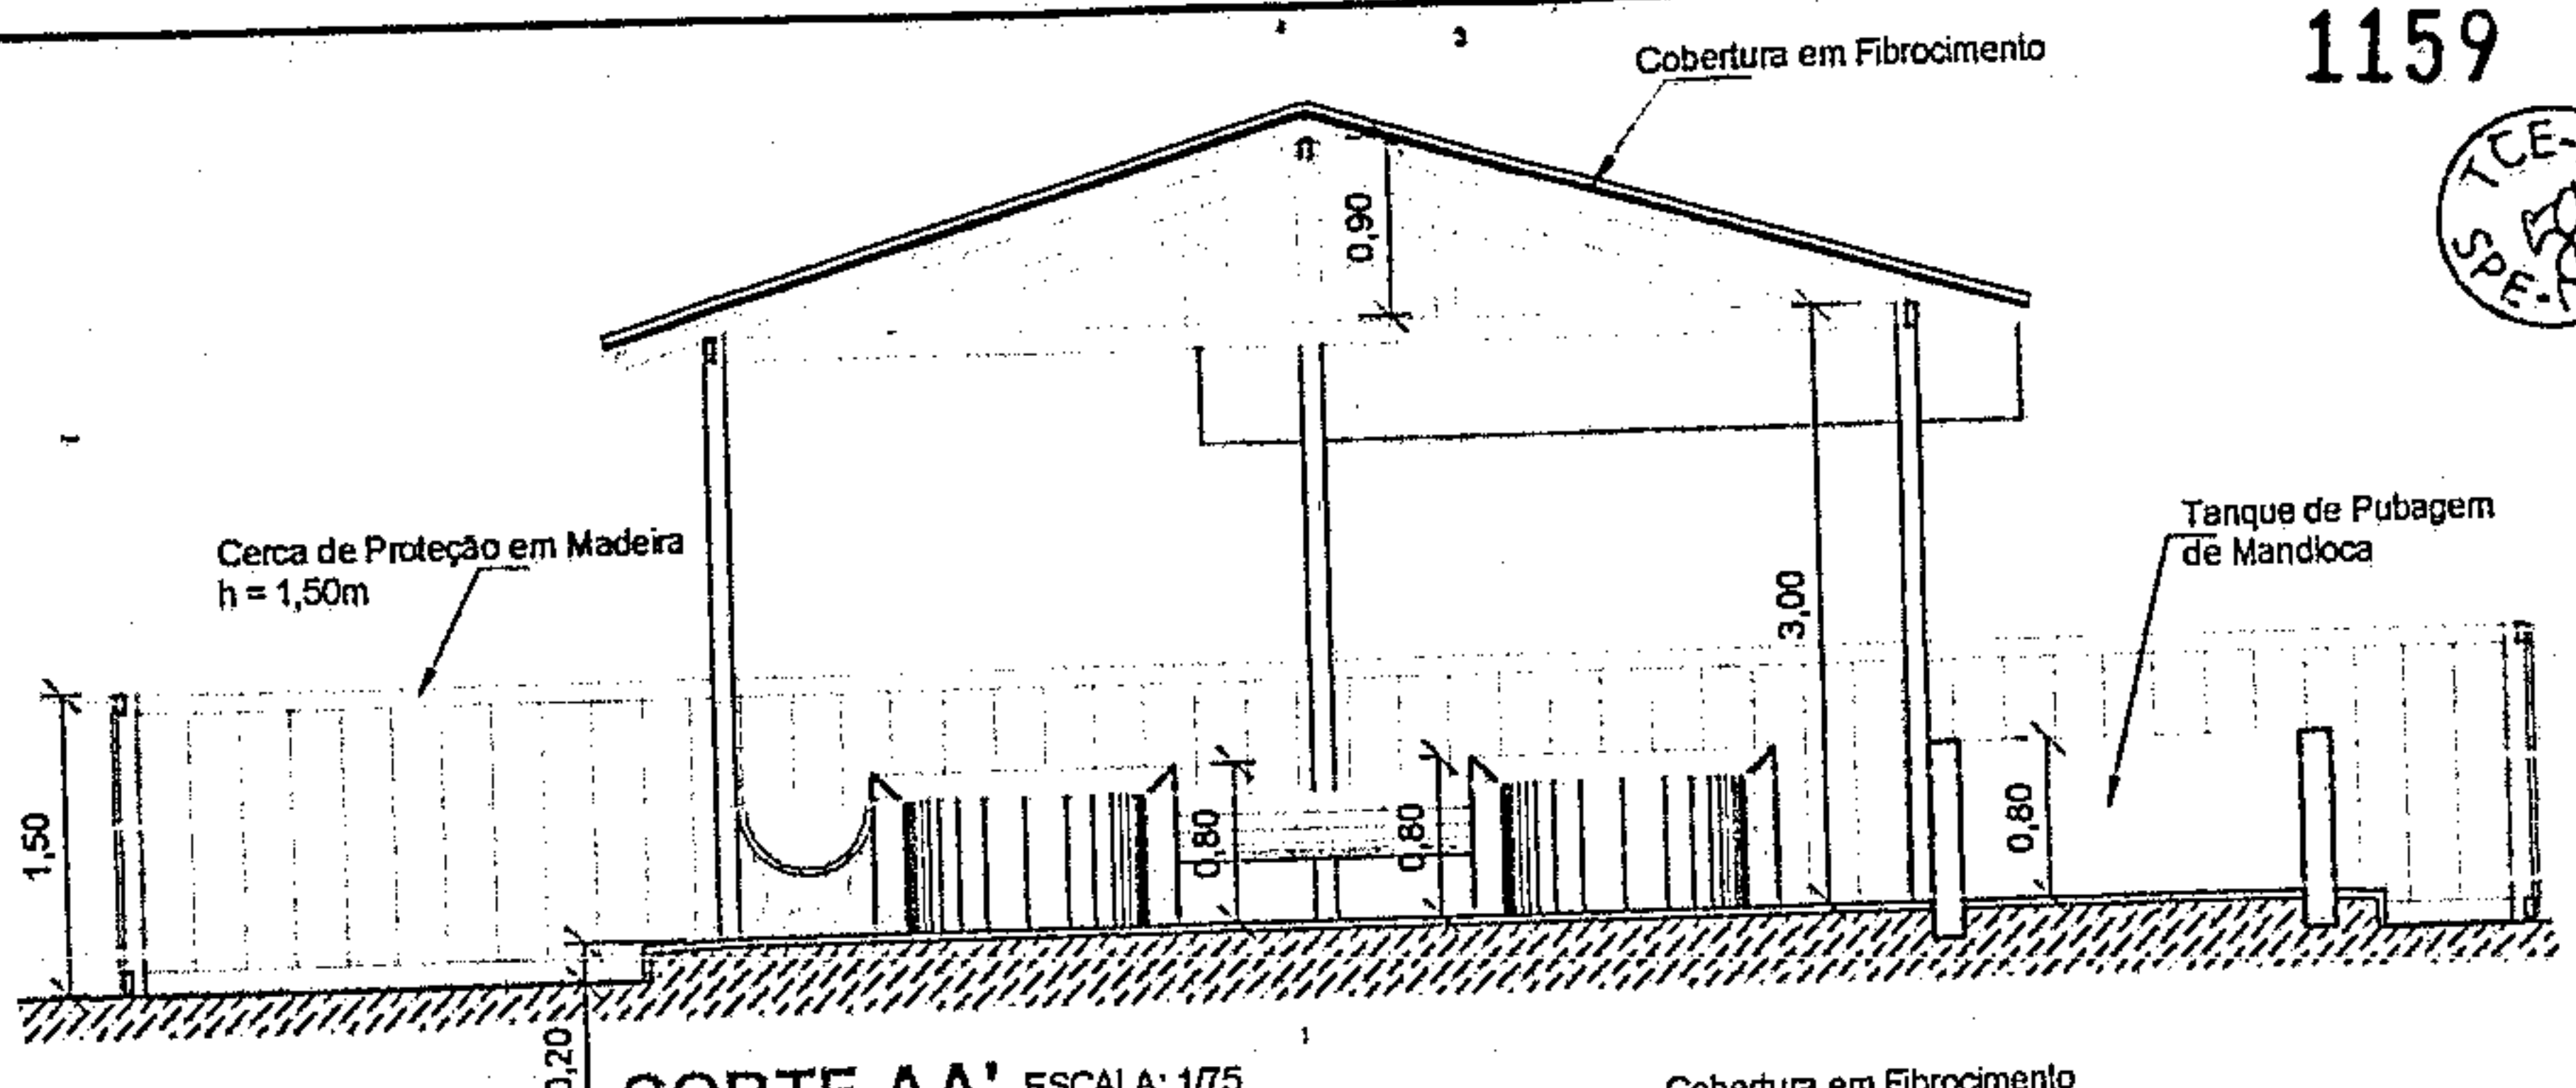 1159
Cobertura em Fibrocimento
TCE-
SPE-
0,90
Cerca de Proteção em Madeira
h = 1,50m
Tanque de Pubagem
de Mandioca
3,00
1,50
0,80
0,80
0,80
0,20
CORTE AA' ESCALA: 1/75
Cobertura em Fibrocimento